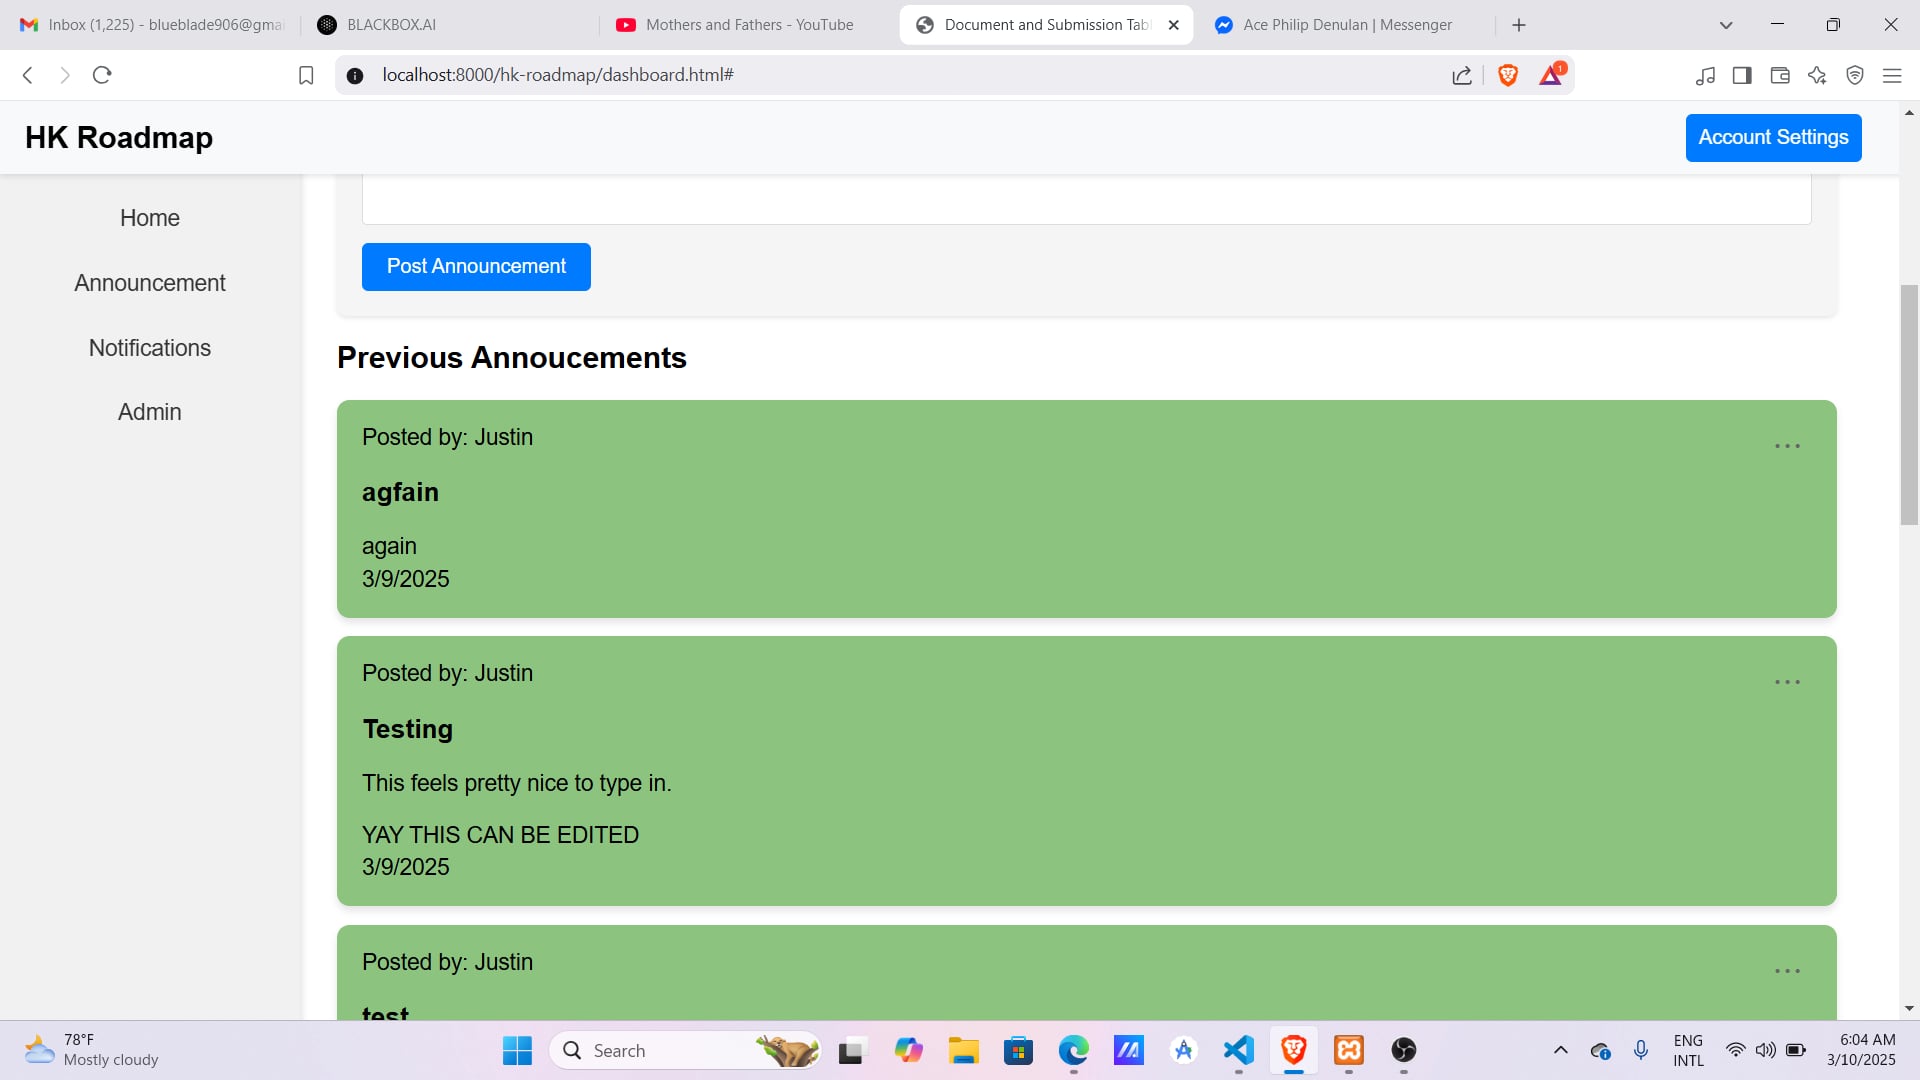 Inbox (1,225) - blueblade906@gma
BLACKBOX.AI
Mothers and Fathers - YouTube
Document and Submission Tab
Ace Philip Denulan | Messenger
localhost:8000/hk-roadmap/dashboard.html#
1
HK Roadmap
Account Settings
Home
Announcement
Notifications
Admin
Post Announcement
Previous Annoucements
Posted by: Justin
...
agfain
again
3/9/2025
Posted by: Justin
...
Testing
This feels pretty nice to type in.
YAY THIS CAN BE EDITED
3/9/2025
Posted by: Justin
...
test
78°F
Mostly cloudy
Search
ENG
INTL
6:04 AM
3/10/2025